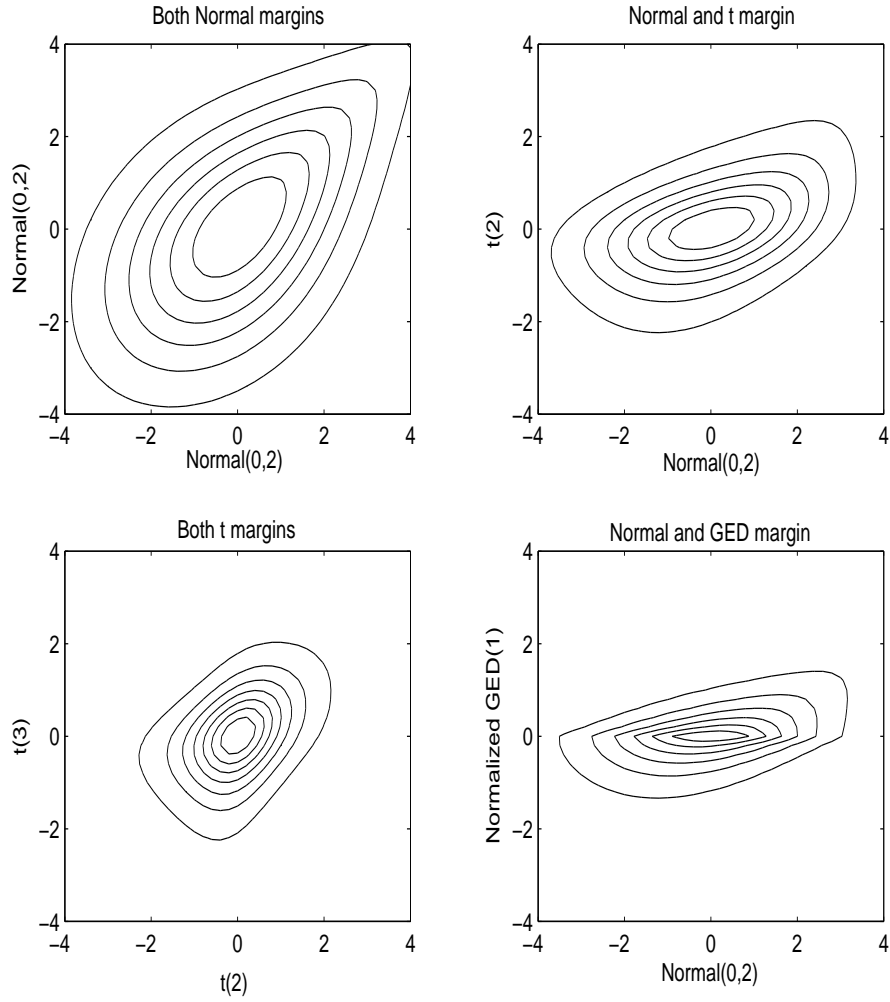 Both Normal margins
4
2
0
−2
−4
−4 −2 0 2 4
Normal(0,2)
Normal(0,2)
Normal and t margin
4
2
0
−2
−4
−4 −2 0 2 4
t(2)
Normal(0,2)
Both t margins
4
2
0
−2
−4
−4 −2 0 2 4
t(3)
t(2)
Normal and GED margin
4
2
0
−2
−4
−4 −2 0 2 4
Normalized GED(1)
Normal(0,2)